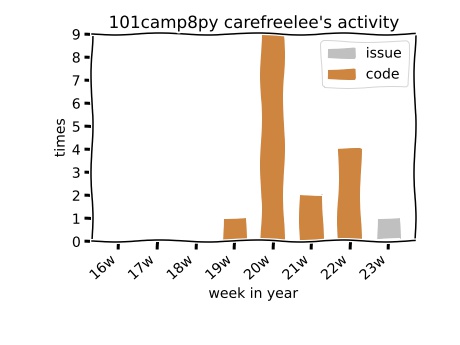 101camp8py carefreelee's activity
9
8
7
6
5
4
3
2
1
0
times
issue
code
16w 17w 18w 19w 20w 21w 22w 23w
week in year